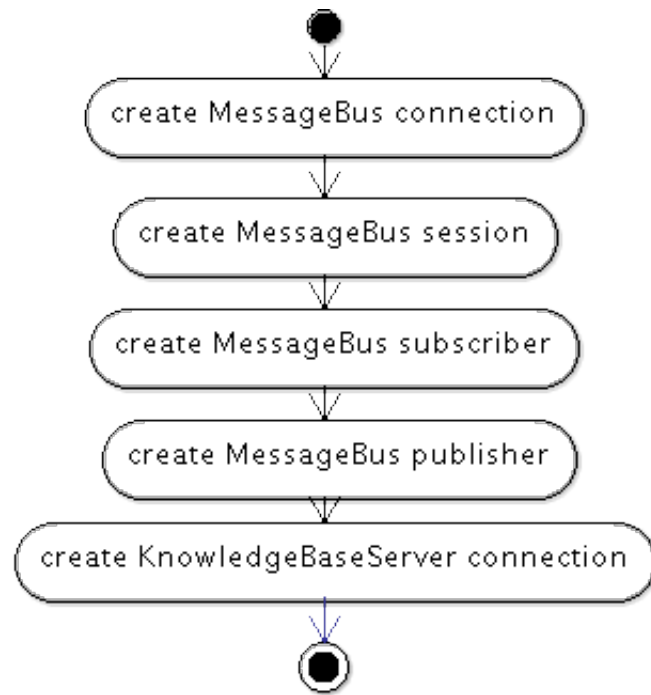 create MessageBus connection
create MessageBus session
create MessageBus subscriber
create MessageBus publisher
create KnowledgeBaseServer connection